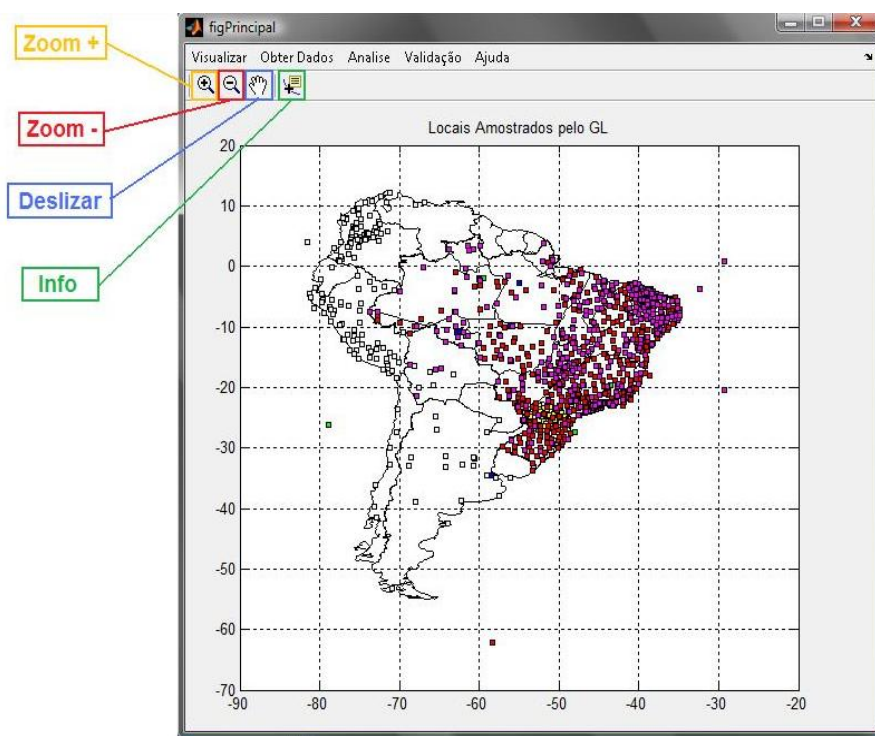 figPrincipal
Zoom +
Visualizar Obter Dados Analise Validação Ajuda
Zoom -
Locais Amostrados pelo GL
Deslizar
Info
20
10
0
-10
-20
-30
-40
-50
-60
-70
-90 -80 -70 -60 -50 -40 -30 -20